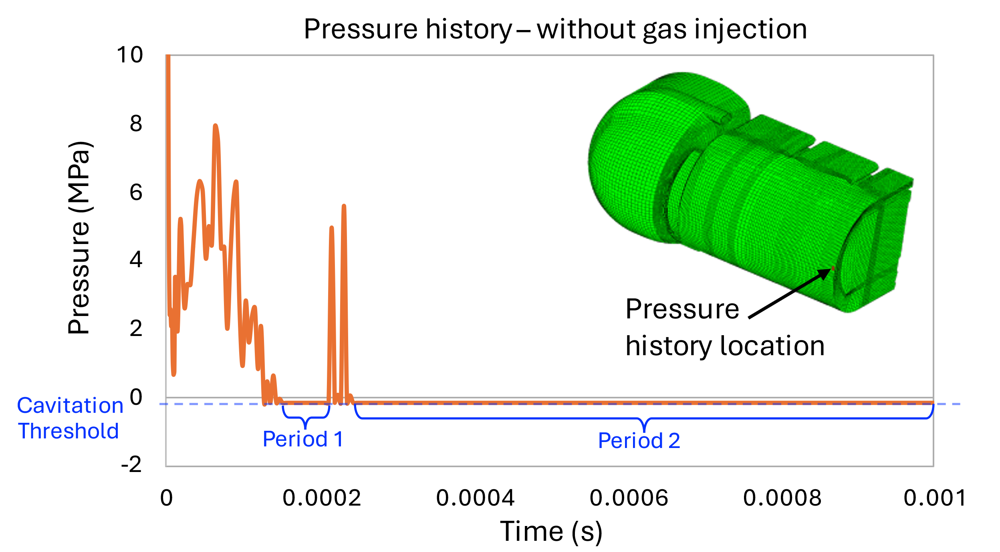 Pressure history – without gas injection
10
8
6
4
2
0
-2
Pressure (MPa)
Cavitation
Threshold
Period 1
Period 2
Pressure
history location
0
0.0002
0.0004
0.0006
0.0008
0.001
Time (s)